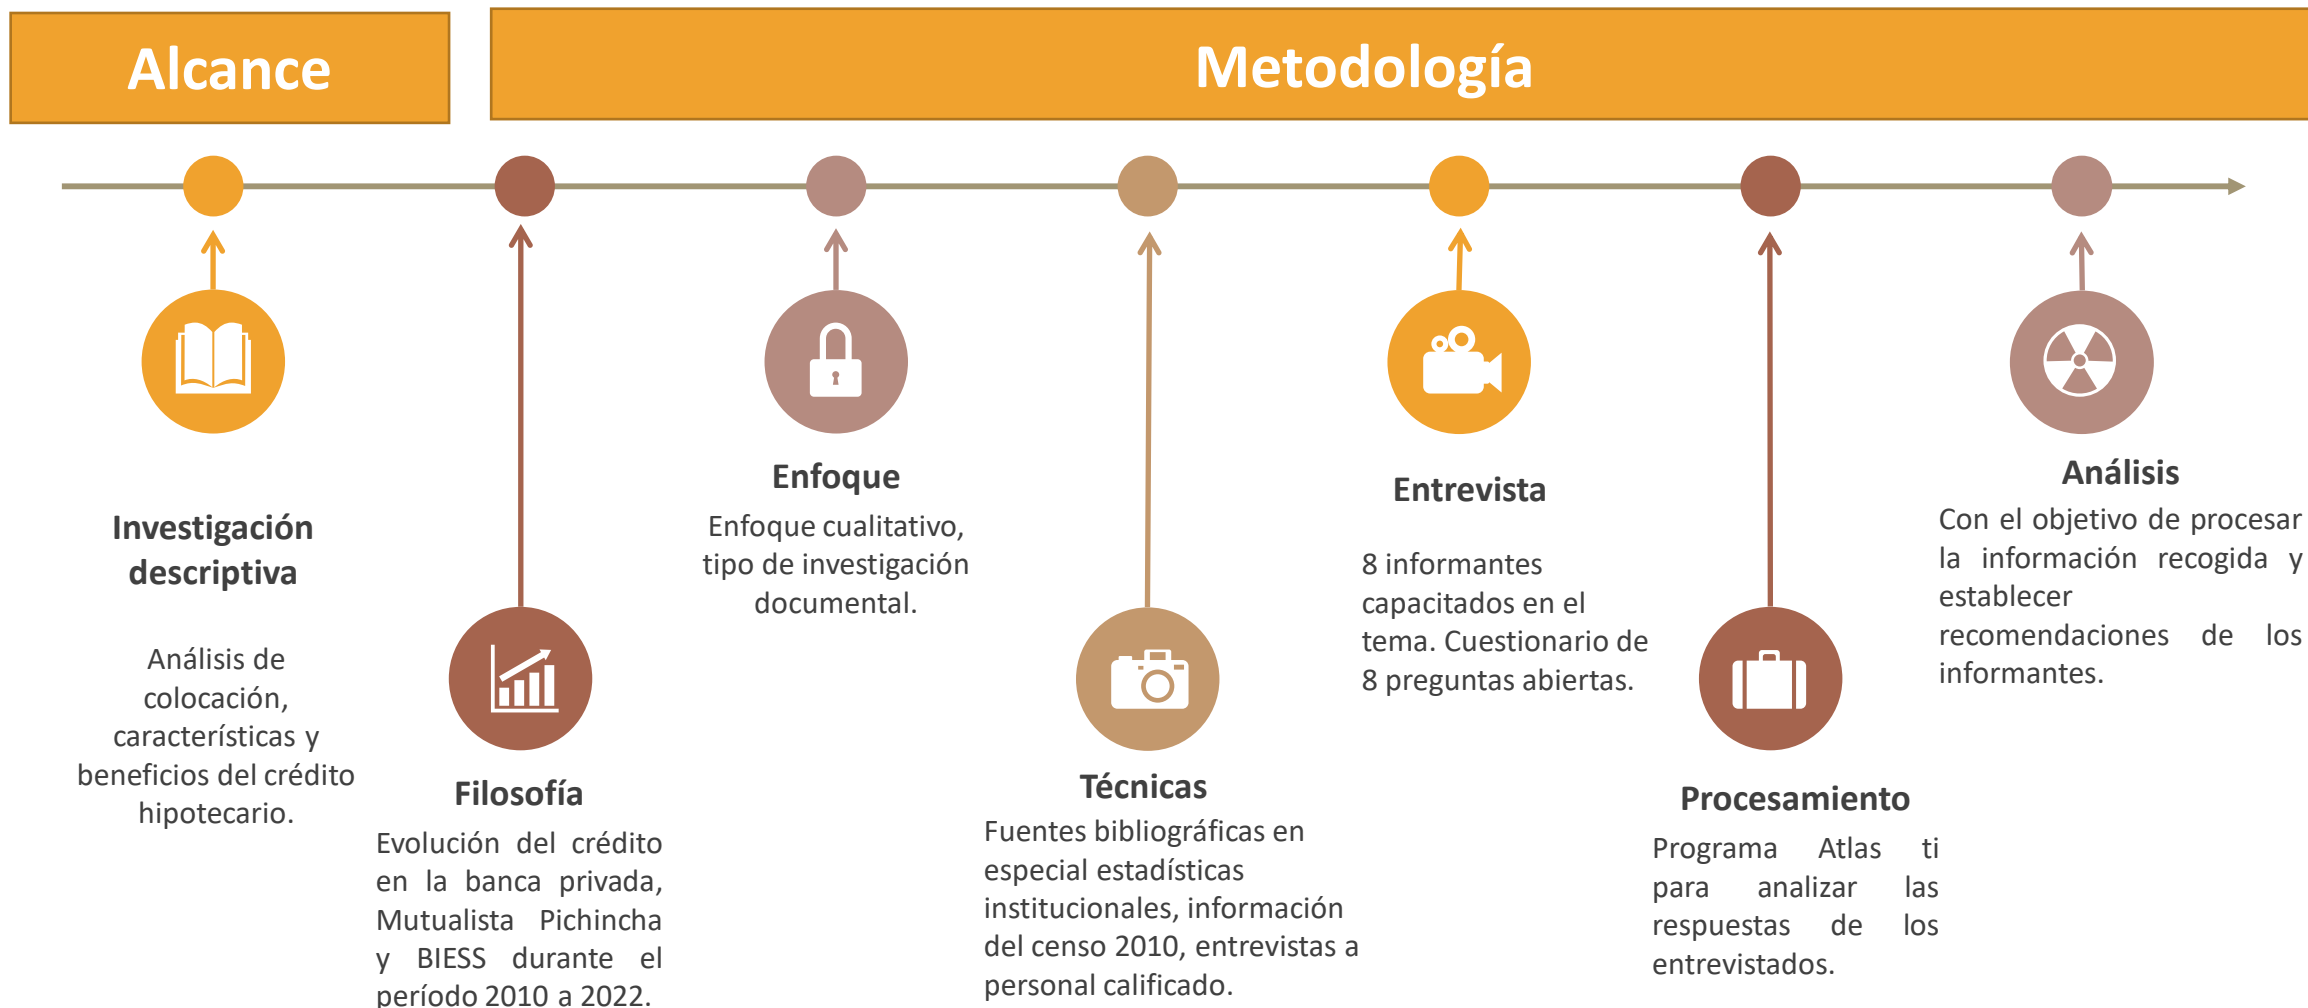 Alcance
Metodología
Investigación
descriptiva
Análisis de
colocación,
características y
beneficios del crédito
hipotecario.
Filosofía
Evolución del crédito
en la banca privada,
Mutualista Pichincha
y BIESS durante el
período 2010 a 2022.
Enfoque
Enfoque cualitativo,
tipo de investigación
documental.
Técnicas
Fuentes bibliográficas en
especial estadísticas
institucionales, información
del censo 2010, entrevistas a
personal calificado.
Entrevista
8 informantes
capacitados en el
tema. Cuestionario de
8 preguntas abiertas.
Procesamiento
Programa Atlas ti
para analizar las
respuestas de los
entrevistados.
Análisis
Con el objetivo de procesar
la información recogida y
establecer
recomendaciones de los
informantes.